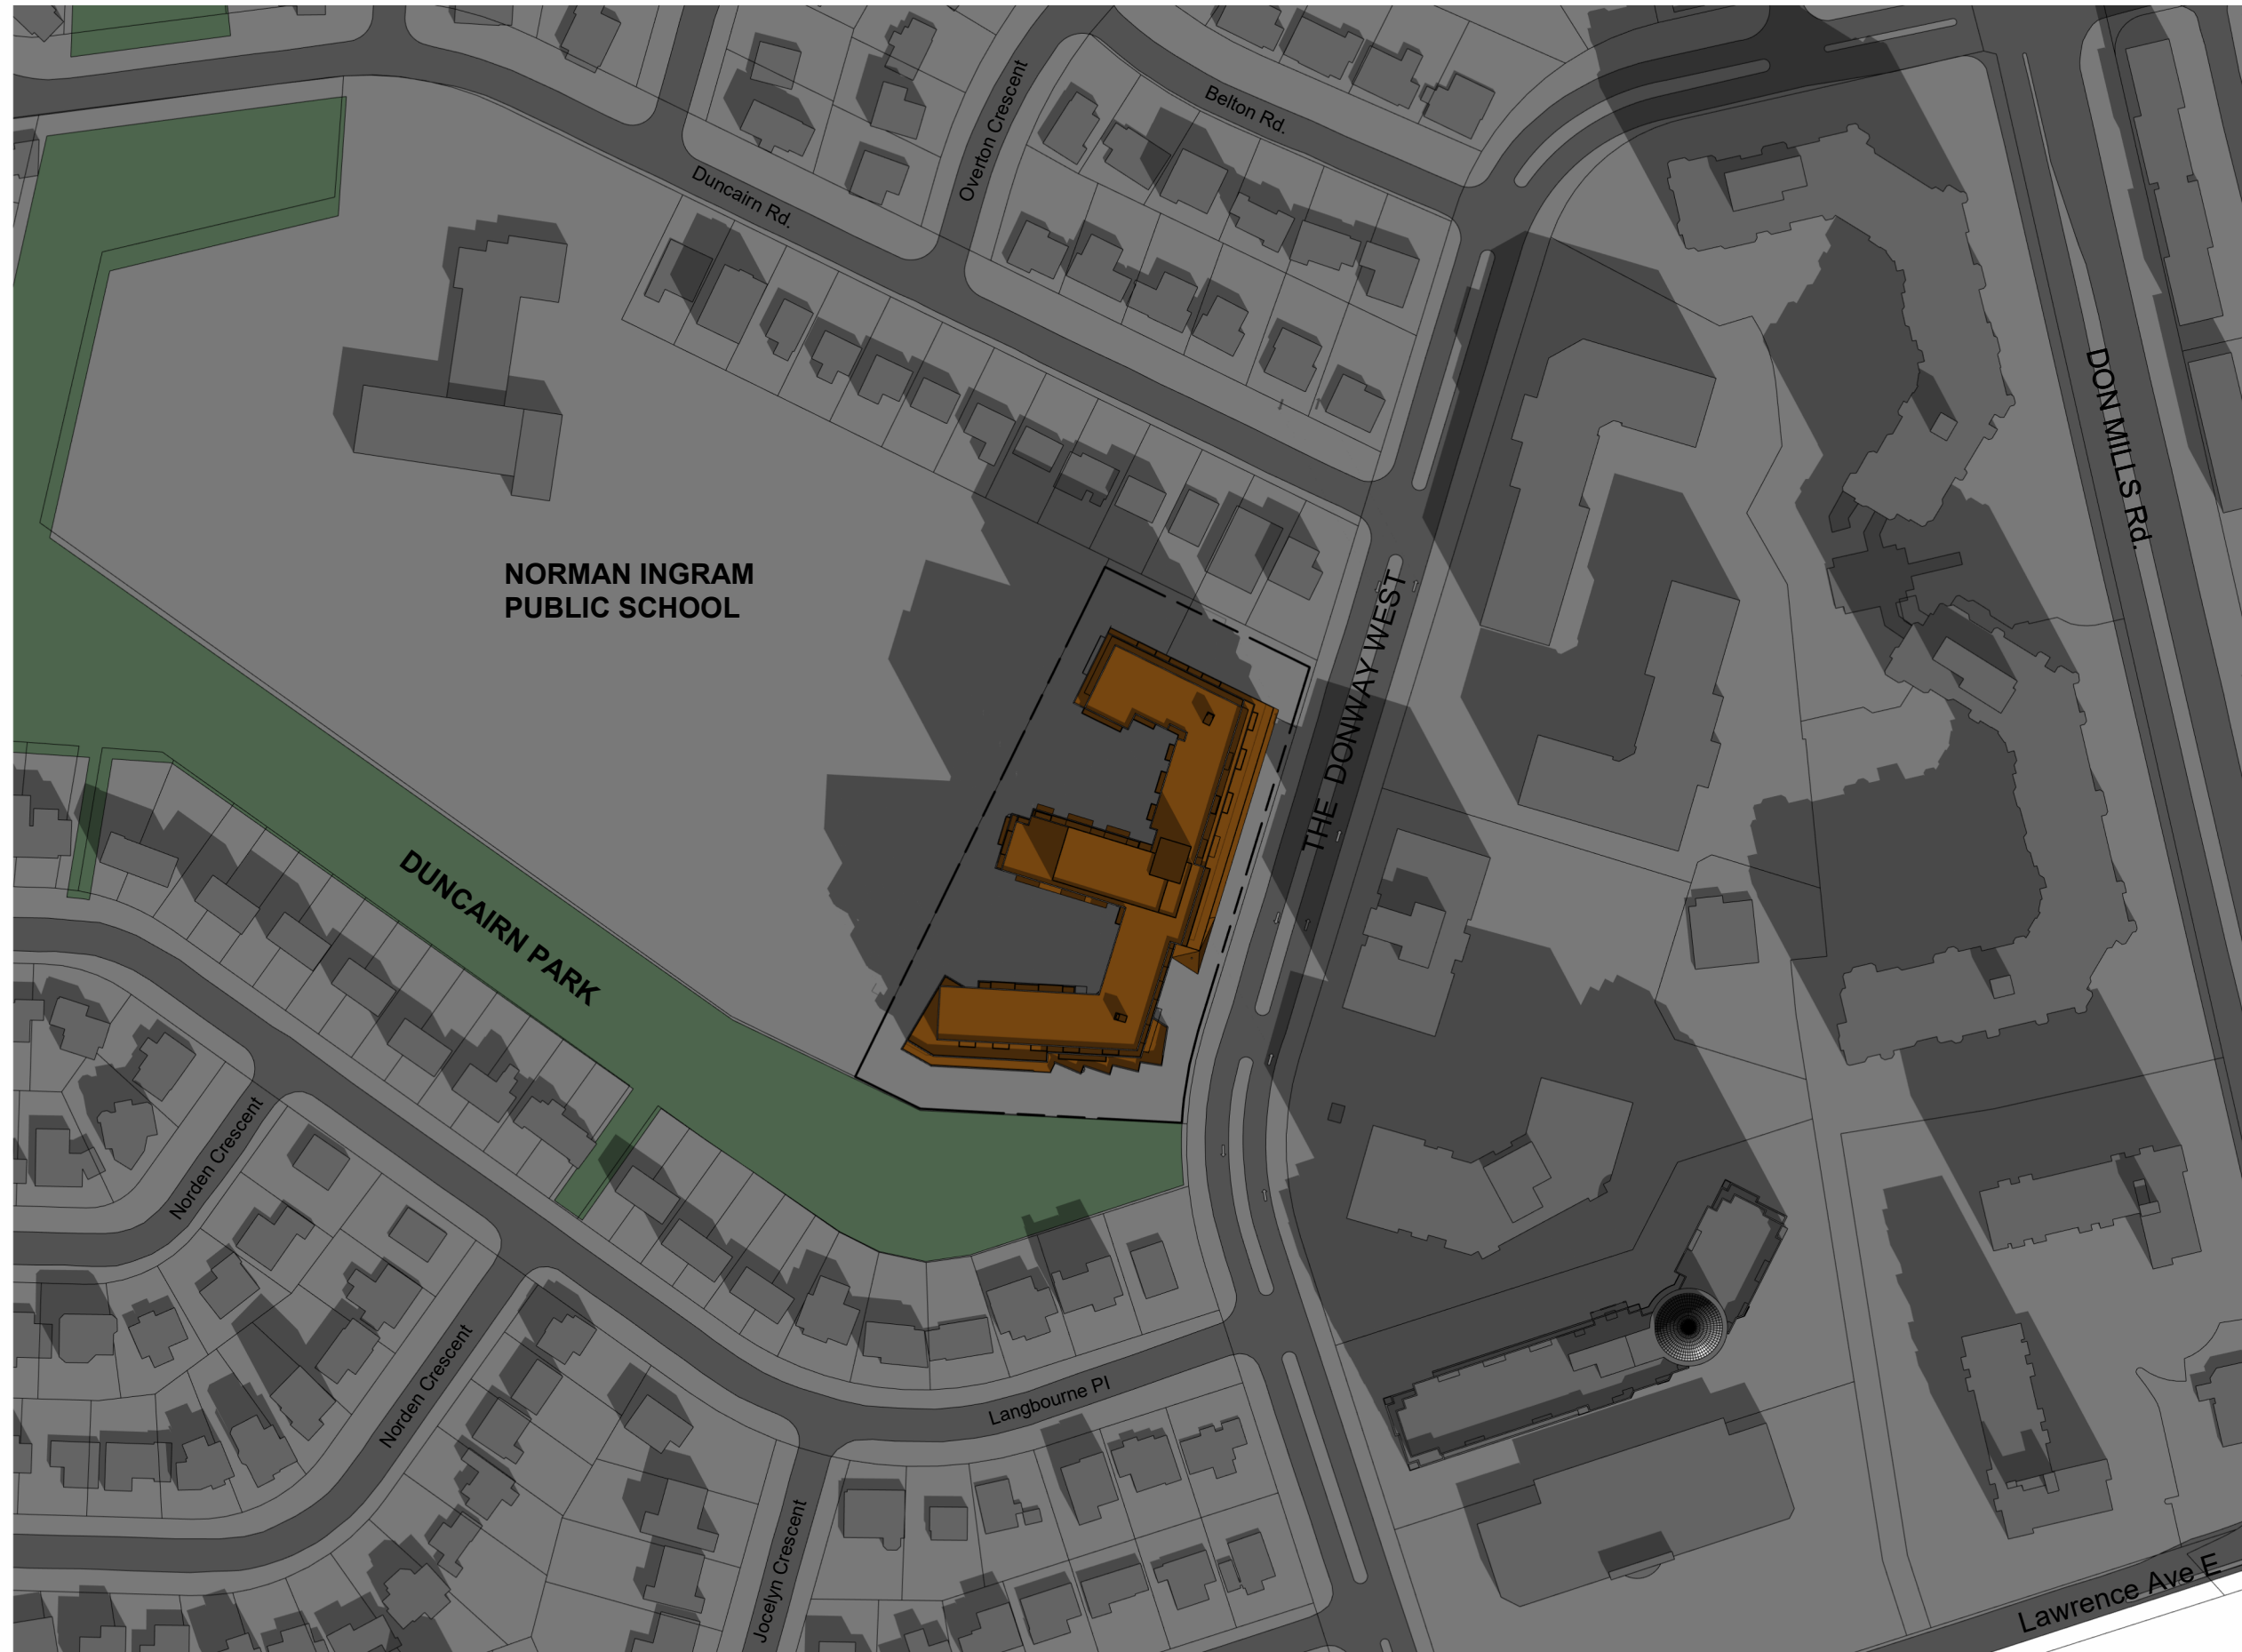 Belton Rd.
Overton Crescent
Duncairn Rd.
DON MILLS Rd.
NORMAN INGRAM
PUBLIC SCHOOL
THE DONWAY WEST
DUNCAIRN PARK
Norden Crescent
Norden Crescent
Langbourne Pl
Jocelyn Crescent
Lawrence Ave E